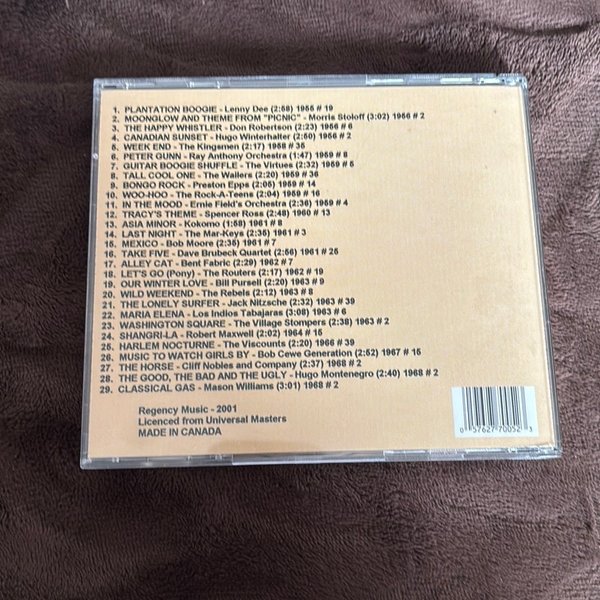 1. PLANTATION BOOGIE - Lenny Dee (2:58) 1955 # 19
2. MOONGLOW AND THEME FROM "PICNIC" - Morris Stoloff (3:02) 1956 # 2
3. THE HAPPY WHISTLER - Don Robertson (2:23) 1956 # 6
4. CANADIAN SUNSET - Hugo Winterhalter (2:50) 1956 # 2
5. WEEK END - The Kingsmen (2:17) 1958 # 35
6. PETER GUNN - Ray Anthony Orchestra (1:47) 1959 # 8
7. GUITAR BOOGIE SHUFFLE - The Virtues (2:32) 1959 # 5
8. TALL COOL ONE - The Wailers (2:20) 1959 # 36
9. BONGO ROCK - Preston Epps (2:05) 1959 # 14
10. WOO-HOO - The Rock-A-Teens (2:04) 1959 # 16
11. IN THE MOOD - Ernie Field's Orchestra (2:36) 1959 # 4
12. TRACY'S THEME - Spencer Ross (2:48) 1960 # 13
13. ASIA MINOR - Kokomo (1:58) 1961 # 8
14. LAST NIGHT - The Mar-Keys (2:35) 1961 # 3
15. MEXICO - Bob Moore (2:35) 1961 # 7
16. TAKE FIVE - Dave Brubeck Quartet (2:56) 1961 # 25
17. ALLEY CAT - Bent Fabric (2:29) 1962 # 7
18. LET'S GO (Pony) - The Routers (2:17) 1962 # 19
19. OUR WINTER LOVE - Bill Pursell (2:20) 1963 # 9
20. WILD WEEKEND - The Rebels (2:12) 1963 # 8
21. THE LONELY SURFER - Jack Nitzsche (2:32) 1963 # 39
22. MARIA ELENA - Los Indios Tabajaras (3:08) 1963 # 6
23. WASHINGTON SQUARE - The Village Stompers (2:38) 1963 # 2
24. SHANGRI-LA - Robert Maxwell (2:02) 1964 # 15
25. HARLEM NOCTURNE - The Viscounts (2:20) 1966 # 39
26. MUSIC TO WATCH GIRLS BY - Bob Cewe Generation (2:52) 1967 # 15
27. THE HORSE - Cliff Nobles and Company (2:37) 1968 # 2
28. THE GOOD, THE BAD AND THE UGLY - Hugo Montenegro (2:40) 1968 # 2
29. CLASSICAL GAS - Mason Williams (3:01) 1968 # 2
Regency Music - 2001
Licenced from Universal Masters
MADE IN CANADA
0 57627 70052 3